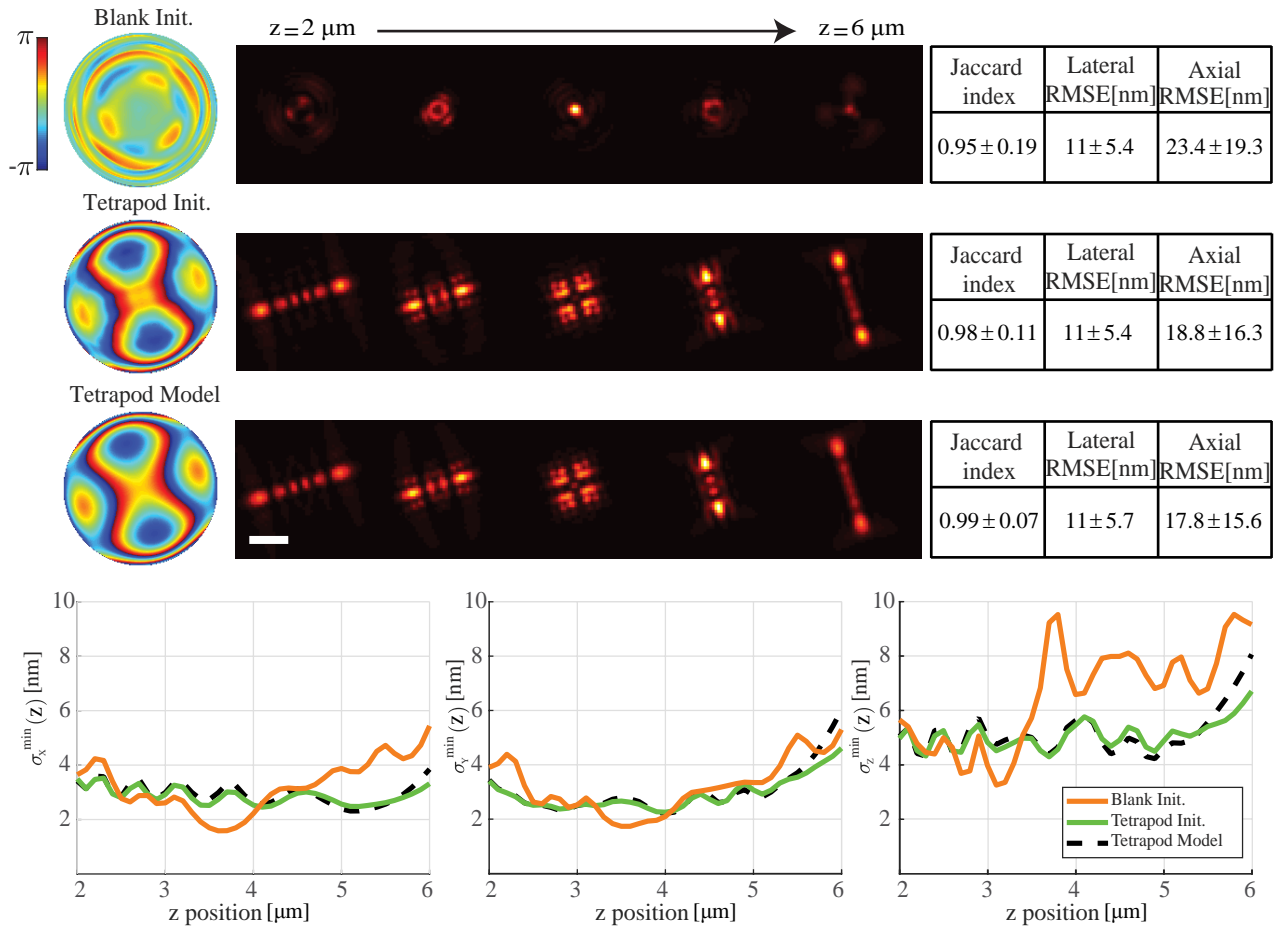 Blank Init.
π
-π
z=2 μm
z=6 μm
Jaccard index
Lateral RMSE[nm]
Axial RMSE[nm]
0.95±0.19
11±5.4
23.4±19.3
Tetrapod Init.
Jaccard index
Lateral RMSE[nm]
Axial RMSE[nm]
0.98±0.11
11±5.4
18.8±16.3
Tetrapod Model
Jaccard index
Lateral RMSE[nm]
Axial RMSE[nm]
0.99±0.07
11±5.7
17.8±15.6
σx^min(z) [nm]
10
8
6
4
2
2 3 4 5 6
z position [μm]
σY^min(z) [nm]
10
8
6
4
2
2 3 4 5 6
z position [μm]
σz^min(z) [nm]
10
8
6
4
2
2 3 4 5 6
z position [μm]
Blank Init.
Tetrapod Init.
Tetrapod Model